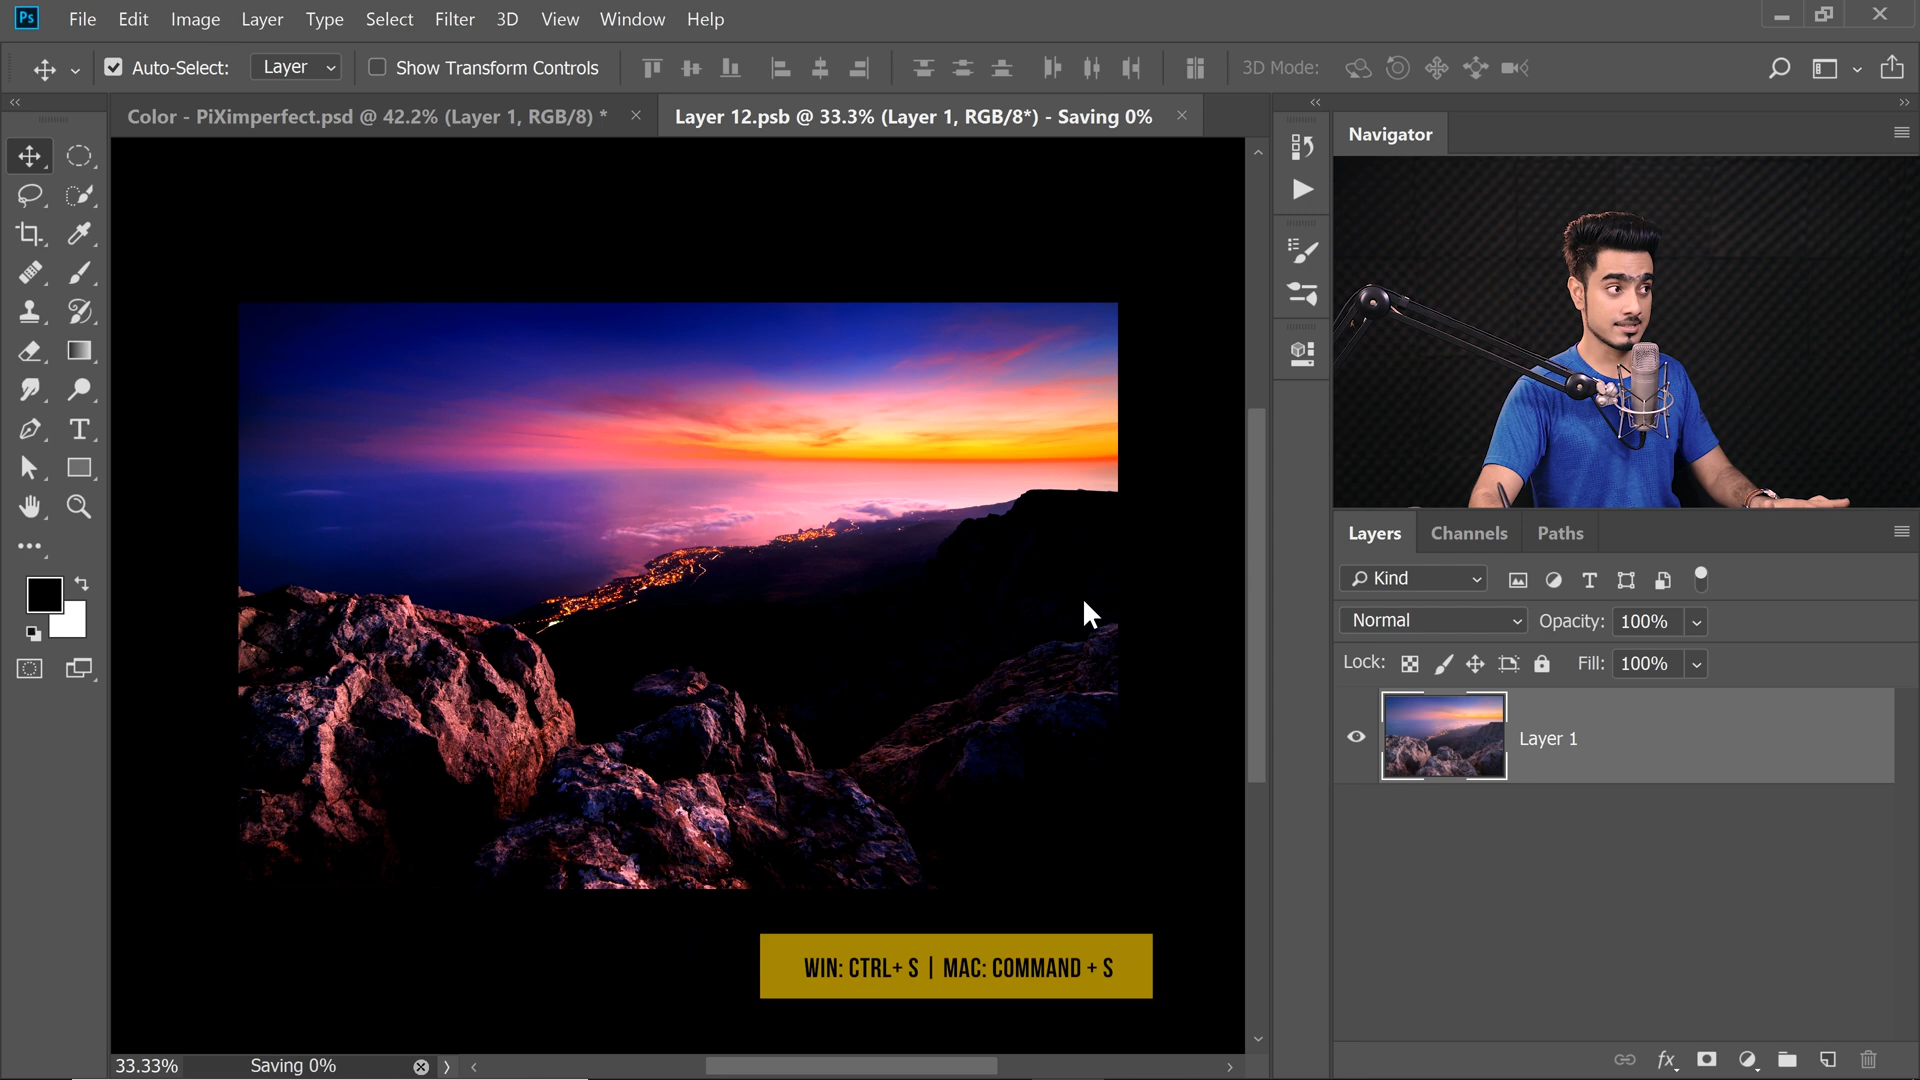 Ps File Edit Image Layer Type Select Filter 3D View Window Help
Auto-Select: Layer Show Transform Controls 3D Mode:
Color - PiXimperfect.psd @ 42.2% (Layer 1, RGB/8) * Layer 12.psb @ 33.3% (Layer 1, RGB/8*) - Saving 0%
Navigator
Layers Channels Paths
Kind
Normal Opacity: 100%
Lock: Fill: 100%
Layer 1
WIN: CTRL+ S | MAC: COMMAND + S
33.33% Saving 0%
fx